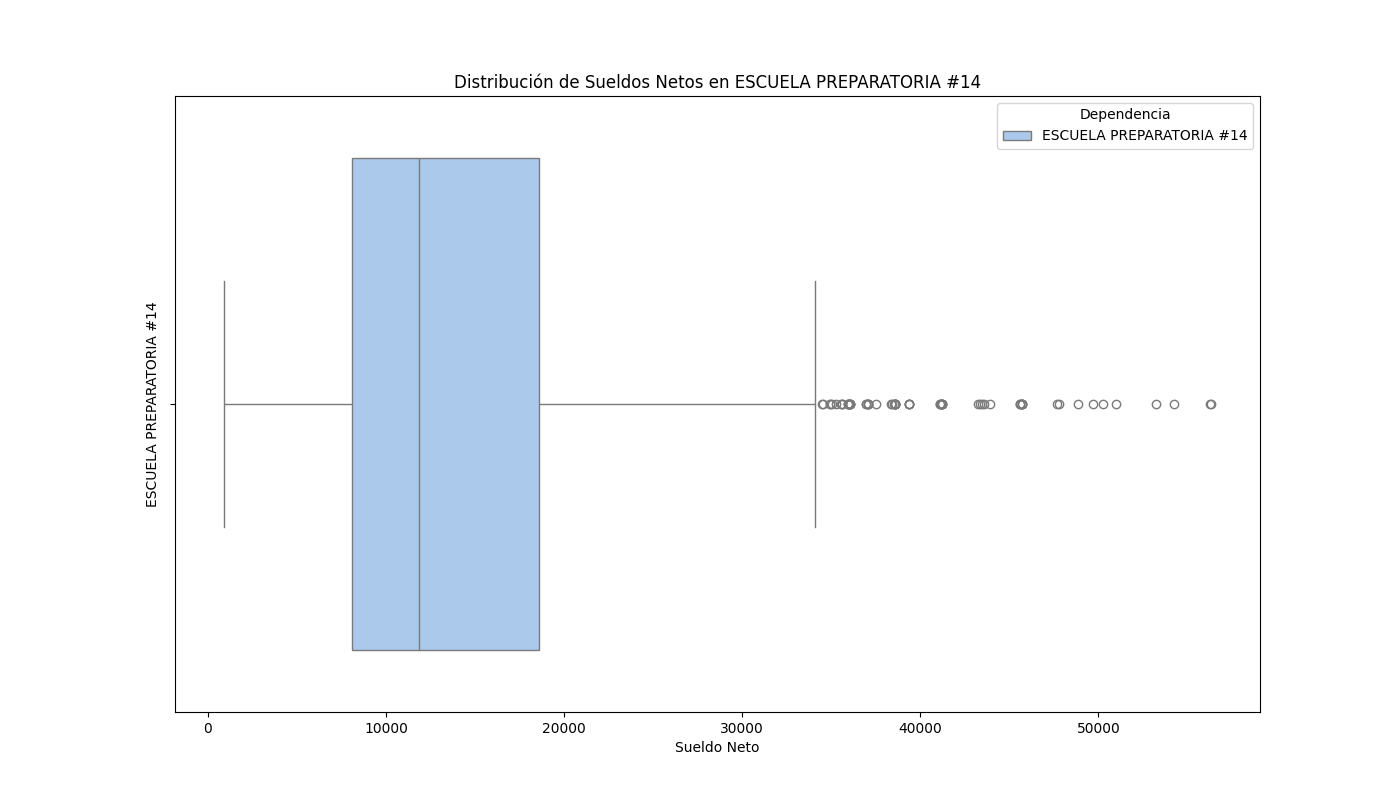 Distribución de Sueldos Netos en ESCUELA PREPARATORIA #14
Dependencia
ESCUELA PREPARATORIA #14
ESCUELA PREPARATORIA #14
0 10000 20000 30000 40000 50000
Sueldo Neto